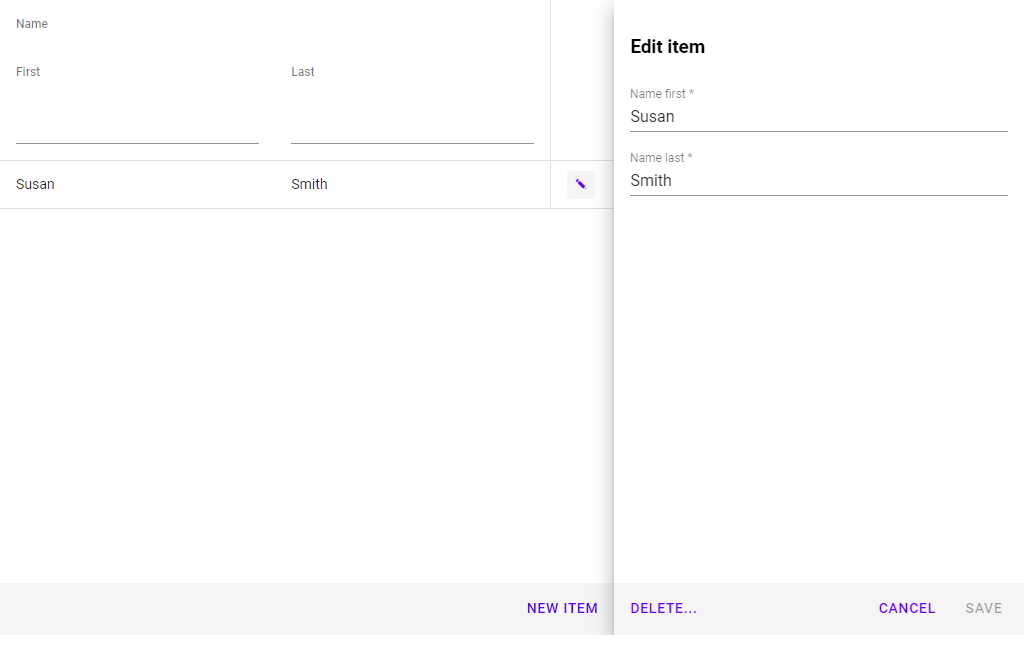 Name
First Last
Susan Smith
NEW ITEM
Edit item
Name first *
Susan
Name last *
Smith
DELETE... CANCEL SAVE